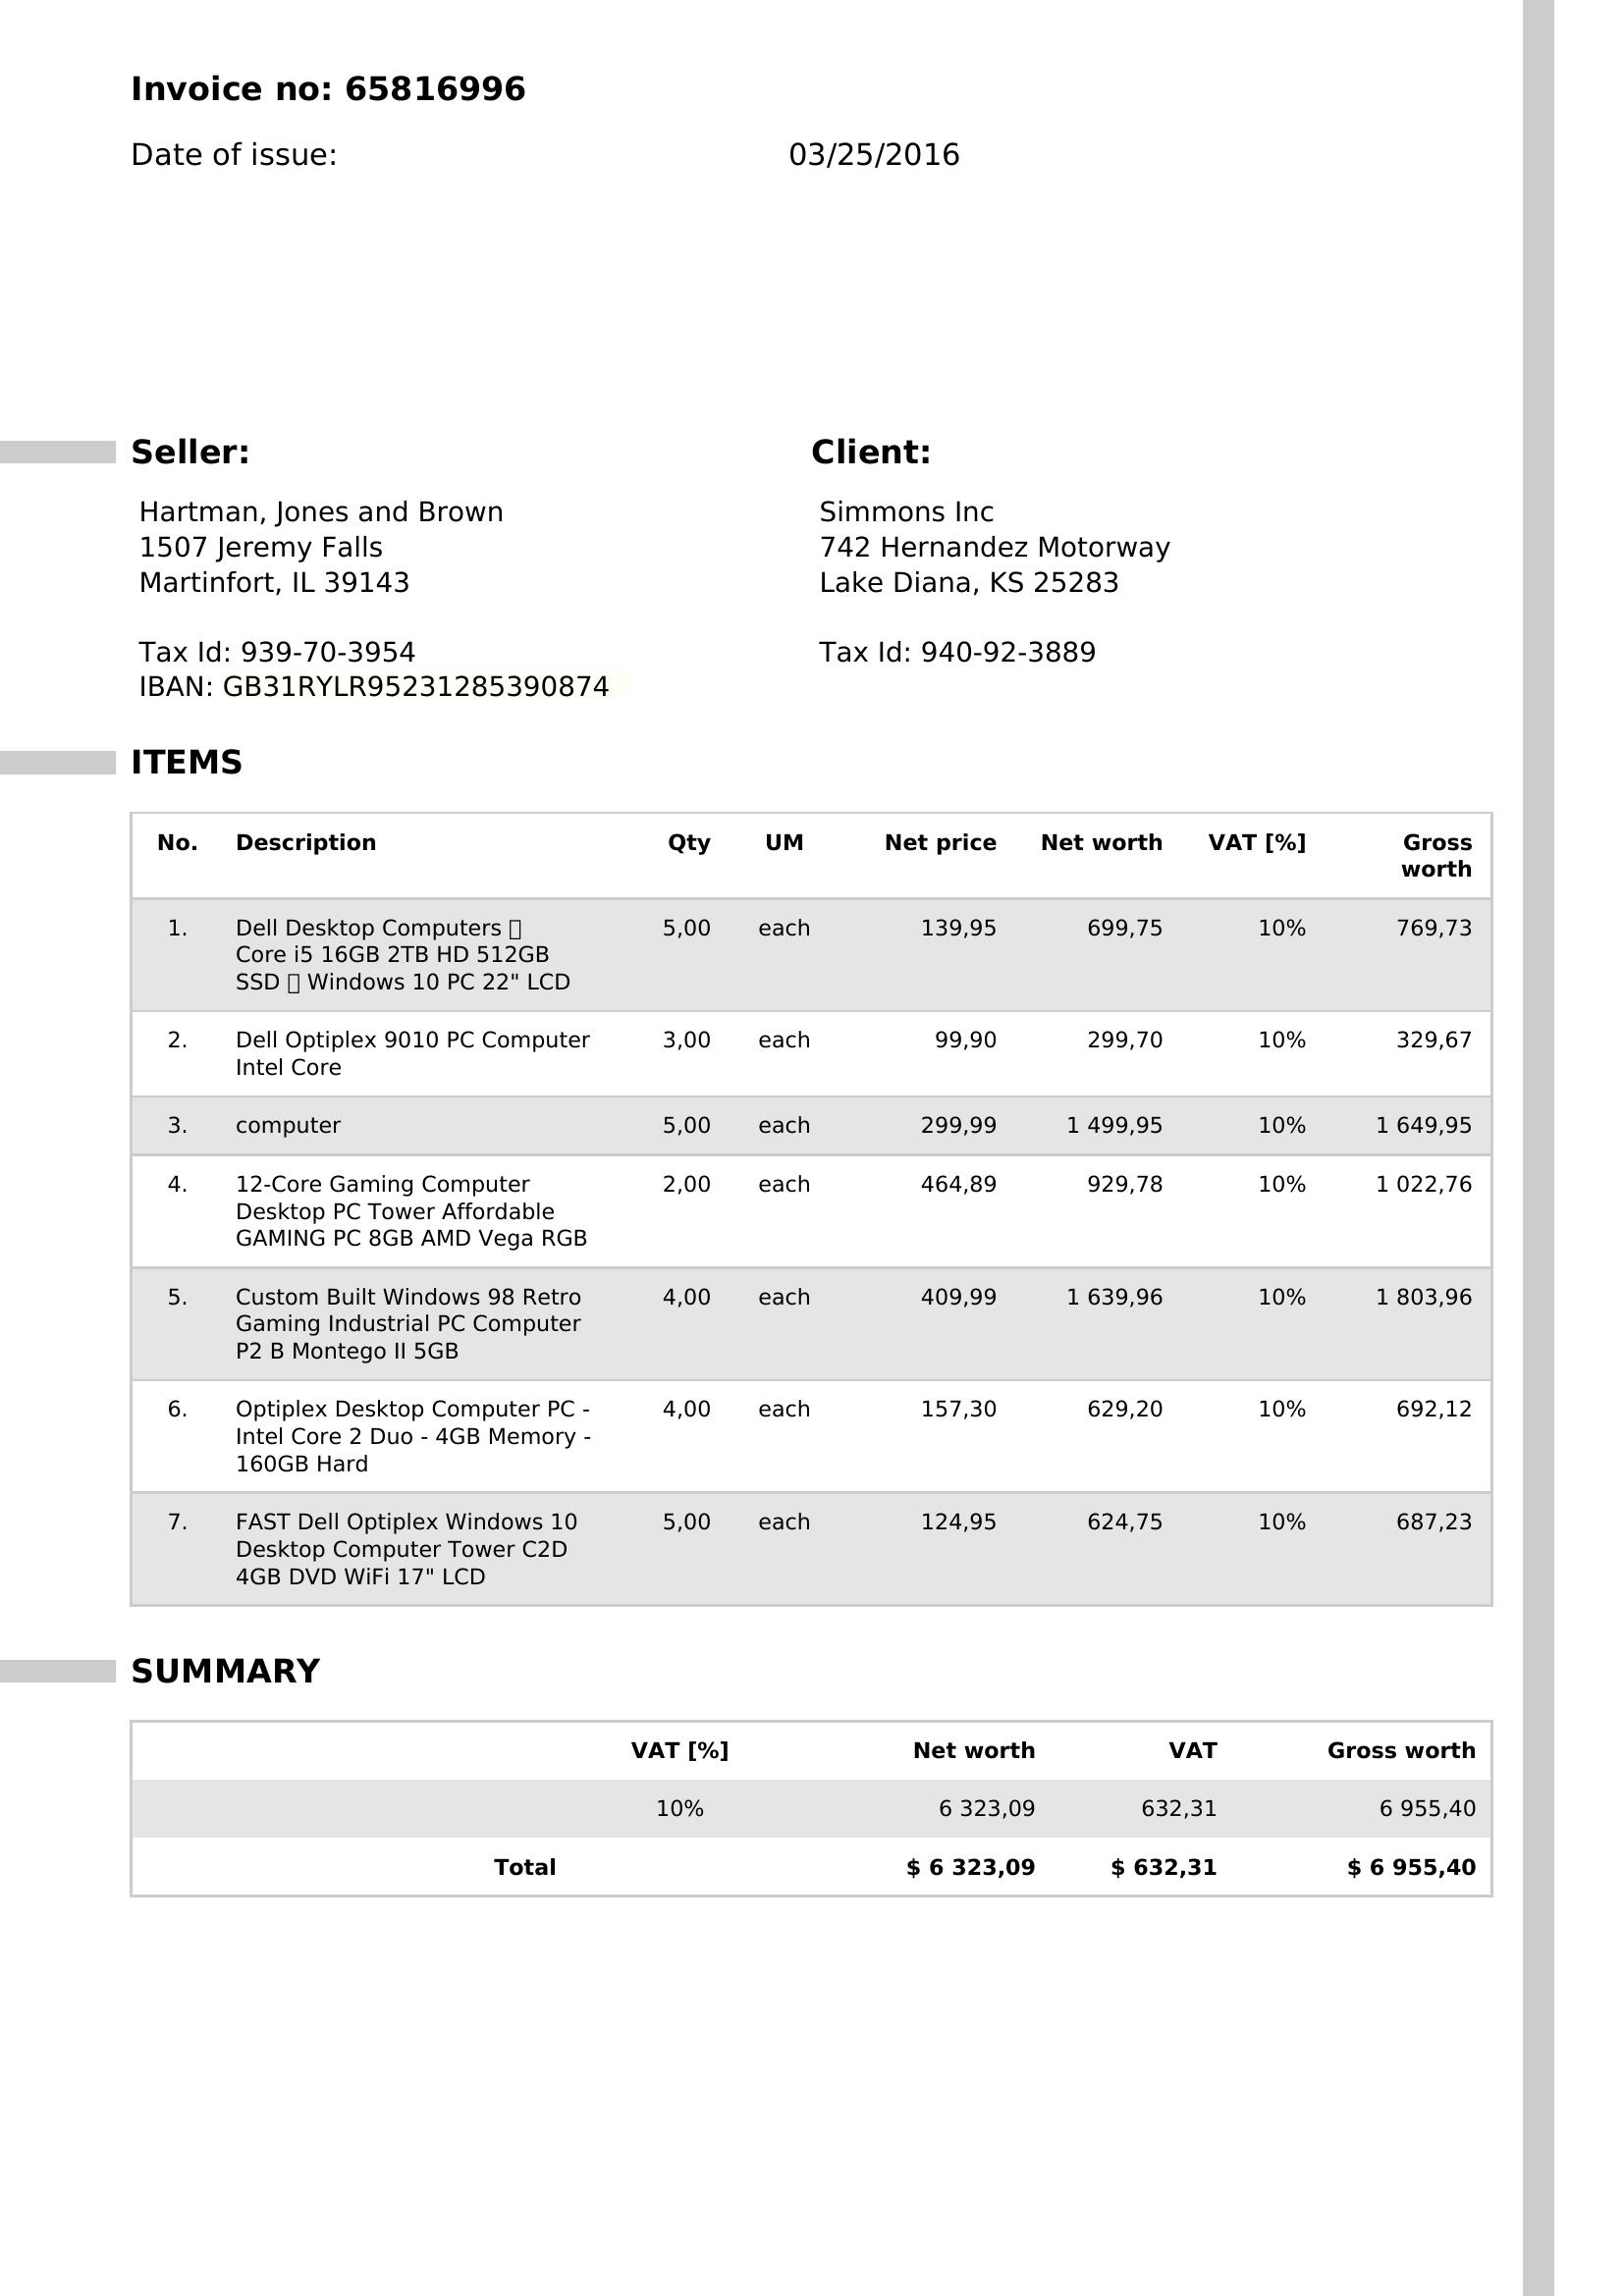 Invoice no: 65816996
Date of issue: 03/25/2016
Seller:
Hartman, Jones and Brown
1507 Jeremy Falls
Martinfort, IL 39143
Tax Id: 939-70-3954
IBAN: GB31RYLR95231285390874
Client:
Simmons Inc
742 Hernandez Motorway
Lake Diana, KS 25283
Tax Id: 940-92-3889
ITEMS
No. Description Qty UM Net price Net worth VAT [%] Gross
worth
1. Dell Desktop Computers ▯ 5,00 each 139,95 699,75 10% 769,73
Core i5 16GB 2TB HD 512GB
SSD ▯ Windows 10 PC 22" LCD
2. Dell Optiplex 9010 PC Computer 3,00 each 99,90 299,70 10% 329,67
Intel Core
3. computer 5,00 each 299,99 1 499,95 10% 1 649,95
4. 12-Core Gaming Computer 2,00 each 464,89 929,78 10% 1 022,76
Desktop PC Tower Affordable
GAMING PC 8GB AMD Vega RGB
5. Custom Built Windows 98 Retro 4,00 each 409,99 1 639,96 10% 1 803,96
Gaming Industrial PC Computer
P2 B Montego II 5GB
6. Optiplex Desktop Computer PC - 4,00 each 157,30 629,20 10% 692,12
Intel Core 2 Duo - 4GB Memory -
160GB Hard
7. FAST Dell Optiplex Windows 10 5,00 each 124,95 624,75 10% 687,23
Desktop Computer Tower C2D
4GB DVD WiFi 17" LCD
SUMMARY
VAT [%] Net worth VAT Gross worth
10% 6 323,09 632,31 6 955,40
Total $ 6 323,09 $ 632,31 $ 6 955,40